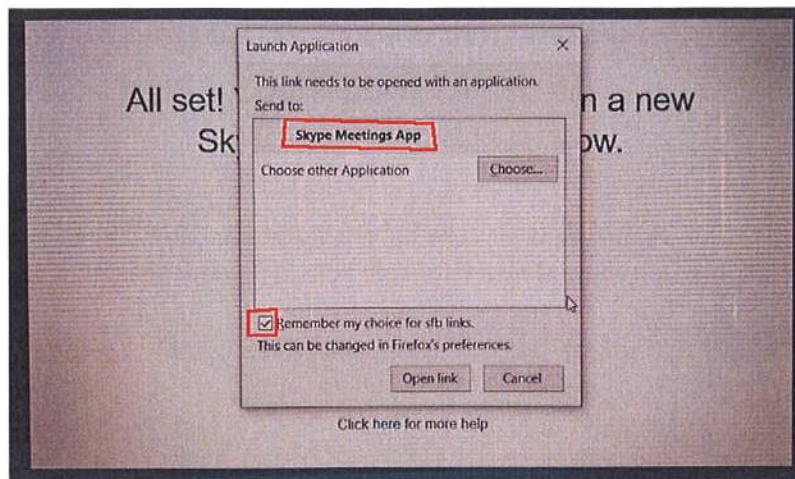 Launch Application
This link needs to be opened with an application.
All set!
n a new
Send to:
Sk
Skype Meetings App
ow.
Choose other Application
Choose...
Remember my choice for sfb links.
This can be changed in Firefox's preferences.
Open link
Cancel
Click here for more help